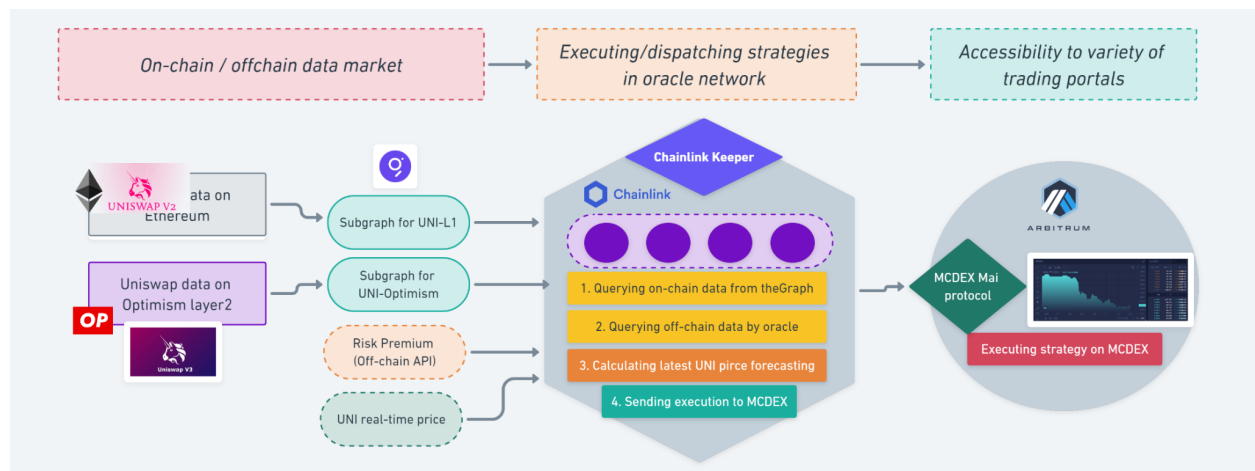 On-chain / offchain data market
Executing/dispatching strategies
in oracle network
Accessibility to variety of
trading portals
UNISWAP V2
ata on
Ethereum
Subgraph for UNI-L1
Uniswap data on
Optimism layer2
OP
Uniswap V3
Subgraph for
UNI-Optimism
Risk Premium
(Off-chain API)
UNI real-time price
Chainlink Keeper
Chainlink
1. Querying on-chain data from theGraph
2. Querying off-chain data by oracle
3. Calculating latest UNI pirce forecasting
4. Sending execution to MCDEX
ARBITRUM
MCDEX Mai
protocol
Executing strategy on MCDEX